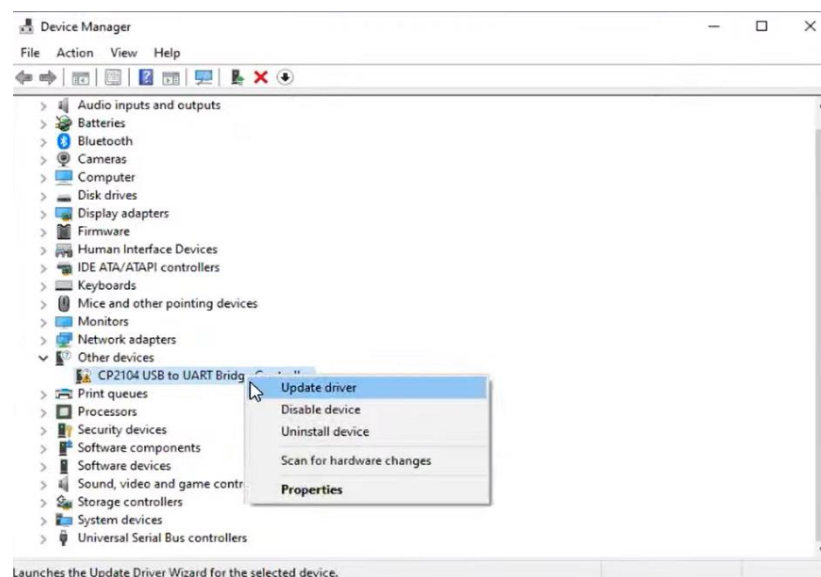 Device Manager
File Action View Help
Audio inputs and outputs
Batteries
Bluetooth
Cameras
Computer
Disk drives
Display adapters
Firmware
Human Interface Devices
IDE ATA/ATAPI controllers
Keyboards
Mice and other pointing devices
Monitors
Network adapters
Other devices
CP2104 USB to UART
Update driver
Print queues
Disable device
Processors
Uninstall device
Security devices
Software components
Scan for hardware changes
Software devices
Sound, video and game
Properties
Storage controllers
System devices
Universal Serial Bus controllers
Launches the Update Driver Wizard for the selected device.